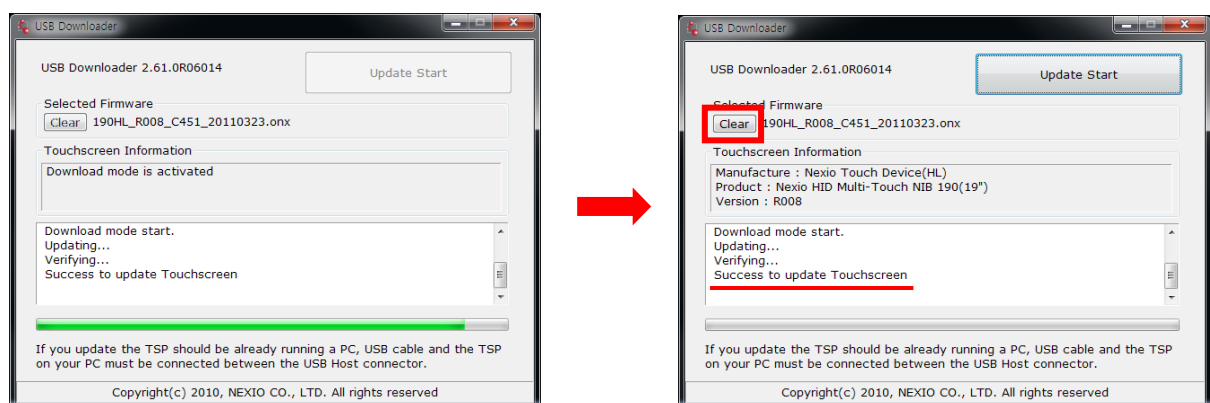 USB Downloader
USB Downloader 2.61.0R06014
Update Start
Selected Firmware
Clear 190HL_R008_C451_20110323.onx
Touchscreen Information
Download mode is activated
Download mode start.
Updating...
Verifying...
Success to update Touchscreen
If you update the TSP should be already running a PC, USB cable and the TSP
on your PC must be connected between the USB Host connector.
Copyright(c) 2010, NEXIO CO., LTD. All rights reserved
USB Downloader
USB Downloader 2.61.0R06014
Update Start
Selected Firmware
Clear 190HL_R008_C451_20110323.onx
Touchscreen Information
Manufacture : Nexio Touch Device(HL)
Product : Nexio HID Multi-Touch NIB 190(19")
Version : R008
Download mode start.
Updating...
Verifying...
Success to update Touchscreen
If you update the TSP should be already running a PC, USB cable and the TSP
on your PC must be connected between the USB Host connector.
Copyright(c) 2010, NEXIO CO., LTD. All rights reserved